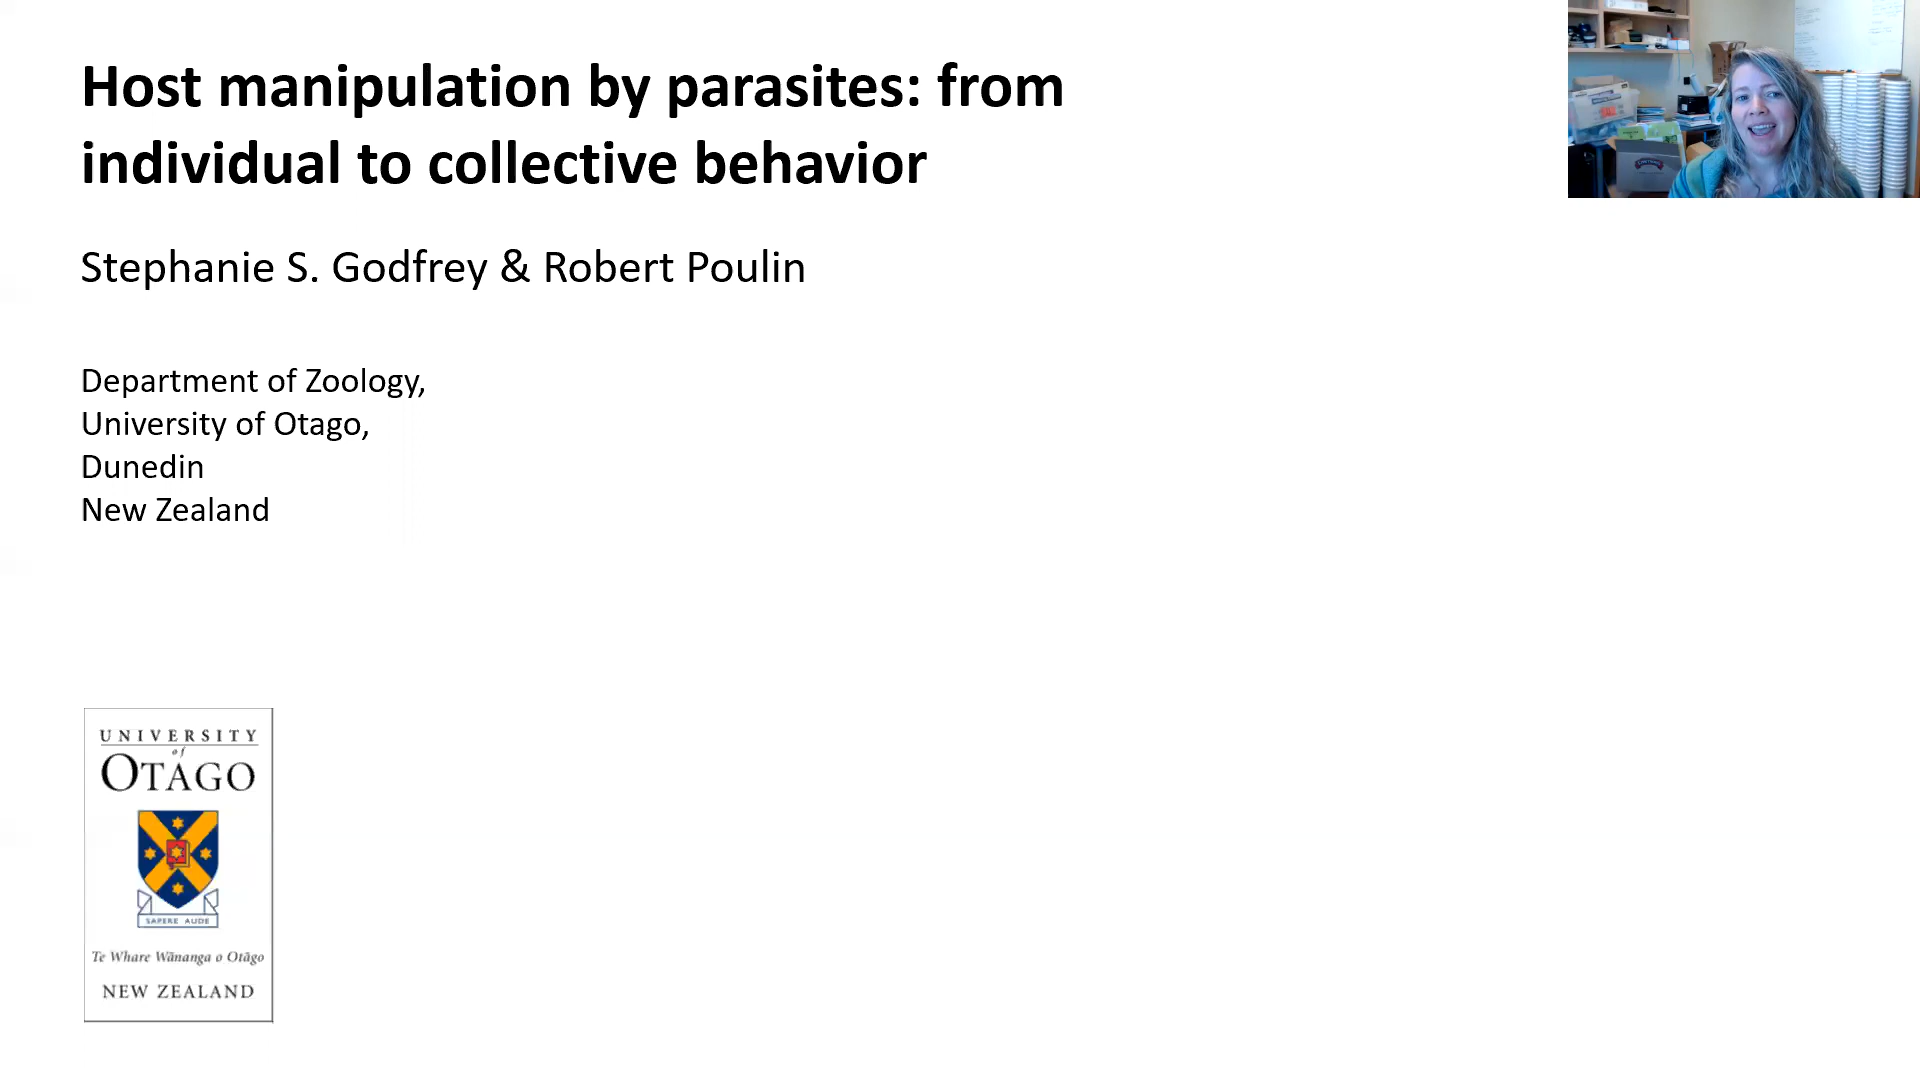 Host manipulation by parasites: from
individual to collective behavior
Stephanie S. Godfrey & Robert Poulin
Department of Zoology,
University of Otago,
Dunedin
New Zealand
UNIVERSITY
of
OTAGO
SAPERE AUDE
Te Whare Wānanga o Otāgo
NEW ZEALAND